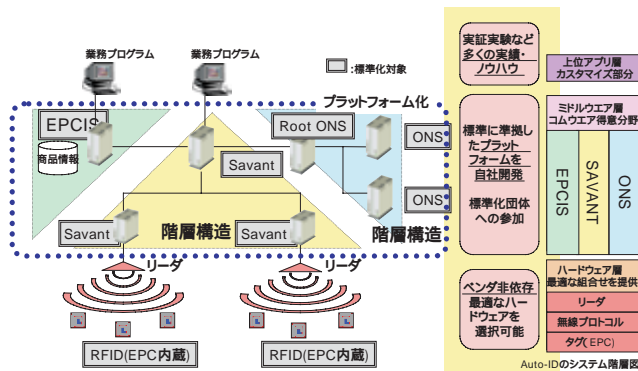 業務プログラム
業務プログラム
:標準化対象
プラットフォーム化
EPCIS
商品情報
Root ONS
ONS
Savant
ONS
Savant
階層構造
Savant
階層構造
リーダ
リーダ
RFID(EPC内蔵)
RFID(EPC内蔵)
実証実験など
多くの実績・
ノウハウ
標準に準拠し
たプラット
フォームを
自社開発
標準化団体
への参加
ベンダ非依存
最適なハー
ドウェアを
選択可能
上位アプリ層
カスタマイズ部分
ミドルウエア層
コムウエア得意分野
EPCIS
SAVANT
ONS
ハードウェア層
最適な組合せを提供
リーダ
無線プロトコル
タグ(EPC)
Auto-IDのシステム階層図